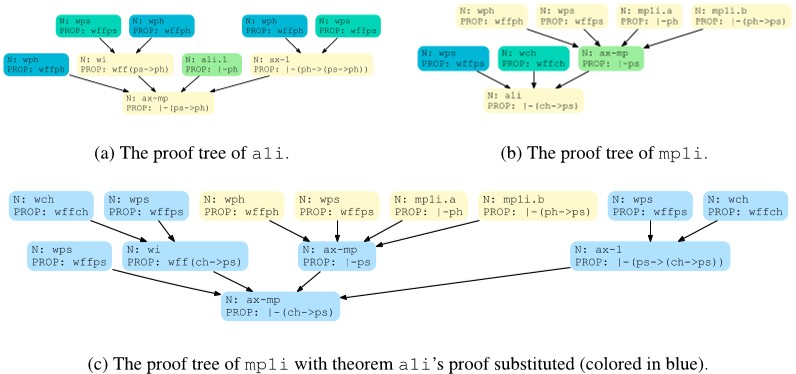 N: wps
PROP: wffps
N: wph
PROP: wffph
N: wph
PROP: wffph
N: wps
PROP: wffps
N: wph
PROP: wffph
N: wi
PROP: wff(ps->ph)
N: a1i.1
PROP: |-ph
N: ax-1
PROP: |-(ph->(ps->ph))
N: ax-mp
PROP: |-(ps->ph)
(a) The proof tree of a1i.
N: wph
PROP: wffph
N: wps
PROP: wffps
N: mp1i.a
PROP: |-ph
N: mp1i.b
PROP: |-(ph->ps)
N: wps
PROP: wffps
N: wch
PROP: wffch
N: ax-mp
PROP: |-ps
N: a1i
PROP: |-(ch->ps)
(b) The proof tree of mp1i.
N: wch
PROP: wffch
N: wps
PROP: wffps
N: wph
PROP: wffph
N: wps
PROP: wffps
N: mp1i.a
PROP: |-ph
N: mp1i.b
PROP: |-(ph->ps)
N: wps
PROP: wffps
N: wch
PROP: wffch
N: wps
PROP: wffps
N: wi
PROP: wff(ch->ps)
N: ax-mp
PROP: |-ps
N: ax-1
PROP: |-(ps->(ch->ps))
N: ax-mp
PROP: |-(ch->ps)
(c) The proof tree of mp1i with theorem a1i's proof substituted (colored in blue).